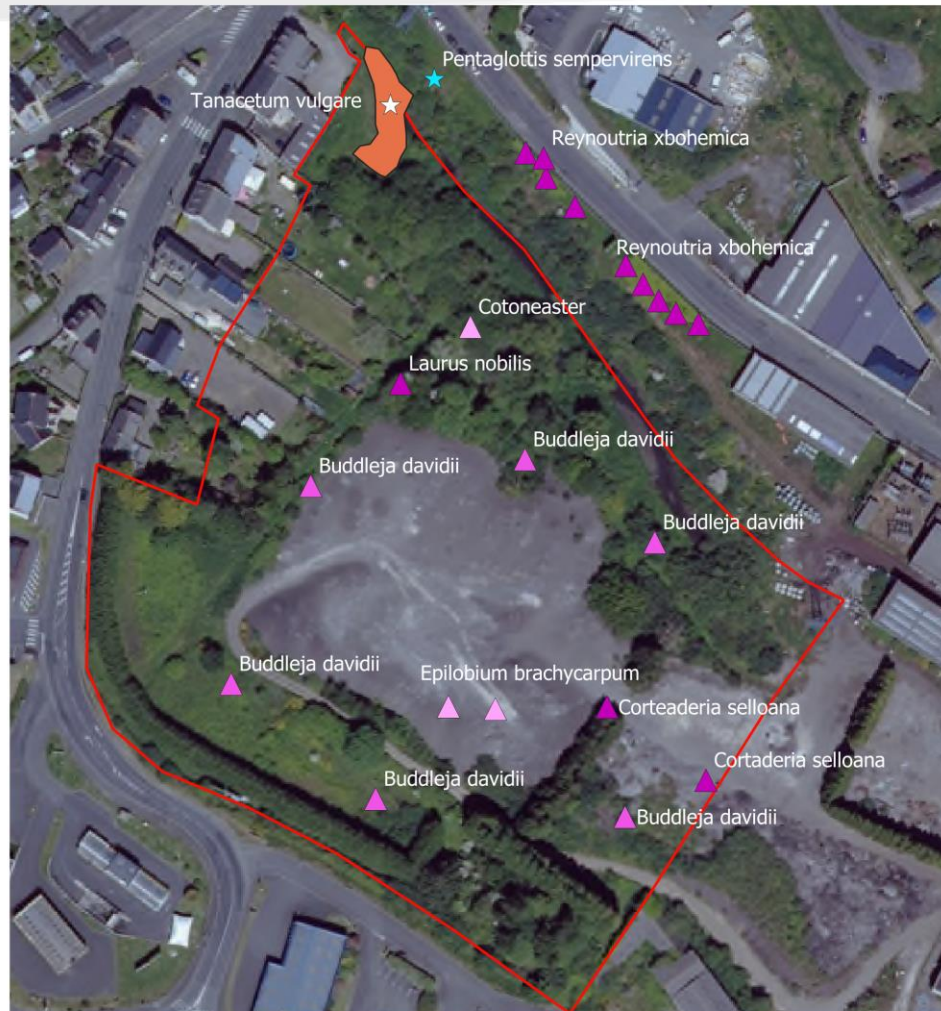 Pentaglottis sempervirens
Tanacetum vulgare
Reynoutria xbohemica
Reynoutria xbohemica
Cotoneaster
Laurus nobilis
Buddleja davidii
Buddleja davidii
Buddleja davidii
Buddleja davidii
Epilobium brachycarpum
Corteaderia selloana
Cortaderia selloana
Buddleja davidii
Buddleja davidii